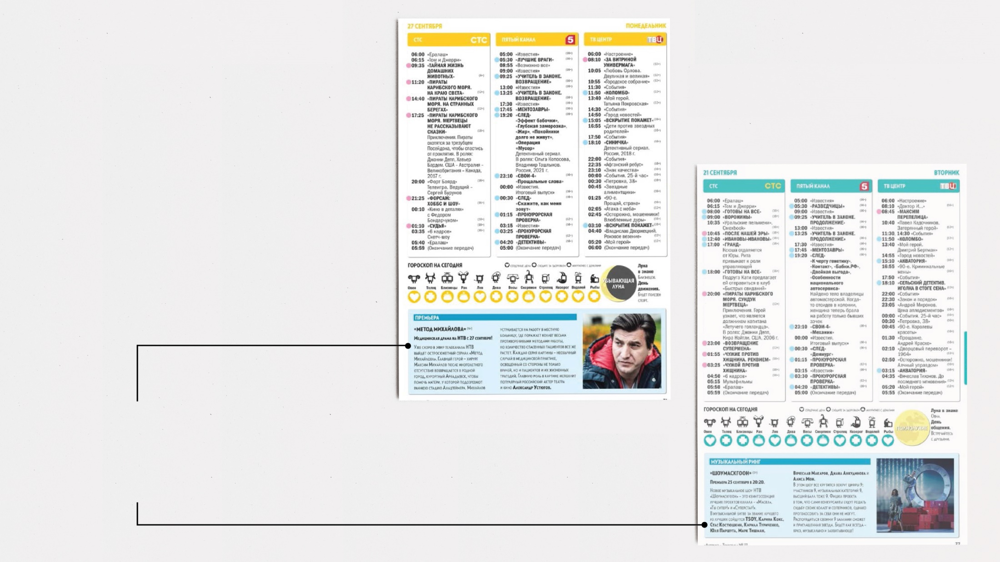 27 СЕНТЯБРЯ
ПОНЕДЕЛЬНИК
СТС
СТС
06:00 «Ералаш»
06:15 «Том и Джерри»
09:35 «ТАЙНАЯ ЖИЗНЬ
ДОМАШНИХ
ЖИВОТНЫХ» (6+)
11:20 «ПИРАТЫ
КАРИБСКОГО МОРЯ.
НА КРАЮ СВЕТА» (12+)
14:40 «ПИРАТЫ КАРИБСКОГО
МОРЯ. НА СТРАННЫХ
БЕРЕГАХ» (12+)
17:25 «ПИРАТЫ КАРИБСКОГО
МОРЯ. МЕРТВЕЦЫ
НЕ РАССКАЗЫВАЮТ
СКАЗКИ» (16+)
Приключения. Пираты
охотятся за трезубцем
Посейдона, чтобы спастись
от проклятия. В ролях:
Джонни Депп, Хавьер
Бардем. США – Австралия –
Великобритания – Канада,
2017 г.
20:00 «Форт Боярд» (16+)
Телеигра. Ведущий –
Сергей Бурунов
21:25 «ФОРСАЖ:
ХОББС И ШОУ» (16+)
00:10 «Кино в деталях»
с Федором
Бондарчуком» (18+)
01:10 «СУДЬЯ» (18+)
03:35 «6 кадров» (16+)
Скетч-шоу
05:40 «Ералаш»
05:59 (Окончание передач)
ПЯТЫЙ КАНАЛ
5
05:00 «Известия» (16+)
05:30 «ЛУЧШИЕ ВРАГИ» (16+)
08:55 «Возможно все»
09:00 «Известия» (16+)
09:25 «УЧИТЕЛЬ В ЗАКОНЕ.
ВОЗВРАЩЕНИЕ» (16+)
13:00 «Известия» (16+)
13:25 «УЧИТЕЛЬ В ЗАКОНЕ.
ВОЗВРАЩЕНИЕ» (16+)
17:30 «Известия» (16+)
17:45 «МЕНТОЗАВРЫ» (16+)
19:20 «СЛЕД» (16+)
«Эффект бабочки»,
«Глубокая заморозка»,
«Жир», «Покойники
долго не живут»,
«Операция
«Мусор»
Детективный сериал.
В ролях: Ольга Копосова,
Владимир Ташлыков.
Россия, 2021 г.
23:10 «СВОИ-4» (16+)
«Прощальные слова»
00:00 «Известия.
Итоговый выпуск» (16+)
00:30 «СЛЕД» (16+)
«Скажите, как меня
зовут»
01:15 «ПРОКУРОРСКАЯ
ПРОВЕРКА» (12+)
03:15 «Известия» (16+)
03:25 «ПРОКУРОРСКАЯ
ПРОВЕРКА» (12+)
04:20 «ДЕТЕКТИВЫ» (16+)
05:00 (Окончание передач)
ТВ ЦЕНТР
ТВЦ
06:00 «Настроение»
08:10 «ЗА ВИТРИНОЙ
УНИВЕРМАГА» (12+)
10:05 «Любовь Орлова.
Двуликая и великая» (12+)
10:55 «Городское собрание» (12+)
11:30 «События»
11:50 «КОЛОМБО» (12+)
13:40 «Мой герой.
Татьяна Покровская» (12+)
14:30 «События»
14:50 «Город новостей»
15:05 «ВСКРЫТИЕ ПОКАЖЕТ» (16+)
16:55 «Дети против звездных
родителей» (16+)
17:50 «События»
18:10 «СИНИЧКА» (16+)
Детективный сериал.
Россия, 2018 г.
22:00 «События»
22:35 «Афганский ребус» (16+)
23:10 «Знак качества» (16+)
00:00 «События. 25-й час» (16+)
00:30 «Петровка, 38» (16+)
00:45 «Звездные
алиментщики» (16+)
01:25 «90-е.
Прощай, страна» (16+)
02:05 «Атака с неба» (12+)
02:45 «Осторожно, мошенники!
Влюбленные дуры» (16+)
03:10 «ВСКРЫТИЕ ПОКАЖЕТ» (16+)
04:40 «Владислав Дворжецкий.
Роковое везение» (12+)
05:20 «Мой герой» (12+)
06:00 (Окончание передач)
ГОРОСКОП НА СЕГОДНЯ
СЕРДЕЧНЫЕ ДЕЛА СЛЕДИТЕ ЗА ЗДОРОВЬЕМ АККУРАТНЕЕ С ДЕНЬГАМИ
Овен Телец Близнецы Рак Лев Дева Весы Скорпион Стрелец Козерог Водолей Рыбы
УБЫВАЮЩАЯ
ЛУНА
Луна
в знаке
Близнецов.
День
движения.
Будет полезен
спорт.
ПРЕМЬЕРА
«МЕТОД МИХАЙЛОВА» (16+)
Медицинская драма на НТВ с 27 сентября!
Уже скоро в эфир телеканала НТВ
выйдет остросюжетный сериал «Метод
Михайлова». Главный герой – хирург
Максим Михайлов после многолетнего
отсутствия возвращается в родной
город, курортный Аркадьевск, чтобы
помочь матери, у которой подозревают
раннюю стадию Альцгеймера. Михайлов
устраивается на работу в местную
больницу, где поражает коллег весьма
противоречивыми методами работы,
но количество спасенных пациентов все же
растет. Каждая серия картины – необычный
случай в медицинской практике,
освещенный со стороны не только
врачей, но и пациентов и их жизненных
трагедий. Главную роль в картине исполнит
популярный российский актер театра
и кино Александр Устюгов.
21 СЕНТЯБРЯ
ВТОРНИК
СТС
СТС
06:00 «Ералаш»
06:15 «Том и Джерри»
08:00 «ГОТОВЫ НА ВСЕ» (16+)
09:00 «ВОРОНИНЫ» (16+)
10:35 «Уральские пельмени».
Смехbook» (16+)
10:45 «ПОСЛЕ НАШЕЙ ЭРЫ» (16+)
12:40 «ИВАНОВЫ-ИВАНОВЫ» (16+)
17:00 «ГРАНД» (16+)
Ксюша отдаляется
от Юры. Рита
привыкает к роли
управляющей
18:00 «ГОТОВЫ НА ВСЕ» (16+)
Подруга Кати предлагает
ей отправиться в клуб
«Быстрых свиданий»
20:00 «ПИРАТЫ КАРИБСКОГО
МОРЯ. СУНДУК
МЕРТВЕЦА» (12+)
Приключения. Герой
узнает, что является
должником капитана
«Летучего голландца».
В ролях: Джонни Депп,
Кира Найтли. США, 2006 г.
23:00 «ВОЗВРАЩЕНИЕ
СУПЕРМЕНА» (12+)
01:55 «ЧУЖИЕ ПРОТИВ
ХИЩНИКА. РЕКВИЕМ» (16+)
03:25 «ЧУЖОЙ ПРОТИВ
ХИЩНИКА» (16+)
04:50 «6 кадров» (16+)
05:15 Мультфильмы
05:50 «Ералаш»
05:59 (Окончание передач)
ПЯТЫЙ КАНАЛ
5
05:00 «Известия» (16+)
05:30 «РАЗВЕДЧИЦЫ» (16+)
09:00 «Известия» (16+)
09:25 «УЧИТЕЛЬ В ЗАКОНЕ.
ПРОДОЛЖЕНИЕ» (16+)
13:00 «Известия» (16+)
13:25 «УЧИТЕЛЬ В ЗАКОНЕ.
ПРОДОЛЖЕНИЕ» (16+)
17:30 «Известия» (16+)
17:45 «МЕНТОЗАВРЫ» (16+)
19:20 «СЛЕД» (16+)
«К черту генетику»,
«Контакт», «Бабки.РФ»,
«Двойная выгода»,
«Особенности
национального
автосервиса»
Найдено тело владелицы
автомастерской. Когда-
то отсидев в колонии,
женщина теперь брала
на работу только бывших
зэчек
23:10 «СВОИ-4» (16+)
«Механик»
00:00 «Известия.
Итоговый выпуск» (16+)
00:30 «СЛЕД» (16+)
«Демиург»
01:15 «ПРОКУРОРСКАЯ
ПРОВЕРКА» (12+)
03:15 «Известия» (16+)
03:30 «ПРОКУРОРСКАЯ
ПРОВЕРКА» (12+)
04:20 «ДЕТЕКТИВЫ» (16+)
05:00 (Окончание передач)
ТВ ЦЕНТР
ТВЦ
06:00 «Настроение»
08:10 «Доктор И...» (16+)
08:45 «МАКСИМ
ПЕРЕПЕЛИЦА»
10:40 «Павел Кадочников.
Затерянный герой» (12+)
11:30, 14:30 «События»
11:50 «КОЛОМБО» (12+)
13:40 «Мой герой.
Дмитрий Бертман» (12+)
14:55 «Город новостей»
15:10 «АКВАТОРИЯ» (16+)
16:55 «90-е. Криминальные
жены» (16+)
17:50 «События»
18:10 «СЕЛЬСКИЙ ДЕТЕКТИВ.
ИГОЛКА В СТОГЕ СЕНА» (12+)
22:00 «События»
22:30 «Закон и порядок» (16+)
23:05 «Андрей Миронов.
Цена аплодисментов» (16+)
00:00 «События. 25-й час» (16+)
00:30 «Петровка, 38» (16+)
00:45 «90-е. Королевы
красоты» (16+)
01:30 «Прощание.
Андрей Краско» (16+)
02:10 «Дворцовый переворот –
1964» (12+)
02:50 «Осторожно, мошенники!
Алчный управдом» (16+)
03:15 «АКВАТОРИЯ» (16+)
04:35 «Вячеслав Тихонов. До
последнего мгновения» (12+)
05:20 «Мой герой» (12+)
05:55 (Окончание передач)
ГОРОСКОП НА СЕГОДНЯ
СЕРДЕЧНЫЕ ДЕЛА СЛЕДИТЕ ЗА ЗДОРОВЬЕМ АККУРАТНЕЕ С ДЕНЬГАМИ
Овен Телец Близнецы Рак Лев Дева Весы Скорпион Стрелец Козерог Водолей Рыбы
ПОЛНОЛУНИЕ
Луна в знаке
Овна.
День
общения.
Встречайтесь
с друзьями.
МУЗЫКАЛЬНЫЙ РИНГ
«ШОУМАСКГООН»
Премьера 25 сентября в 20:20.
Новое музыкальное шоу НТВ
«Шоумаскгоон» – это квинтэссенция
лучших проектов канала – «Маска»,
«Ты супер!» и «Суперстар!».
В музыкальной битве за звание лучшего
из лучших сойдутся TSOY, Карина Кокс,
Стас Костюшкин, Кирилл Туриченко,
Юля Паршута, Марк Тишман,
Вячеслав Макаров, Диана Анкудинова и
Алиса Мон.
В этом шоу все крутится вокруг цифры 9:
участников 9, музыкальных категорий 9,
высший балл тоже 9. Фишка проекта
в том, что сами конкурсанты будут решать
судьбу своих коллег и соперников, однако
проголосовать за себя они не могут.
Распорядиться своими 9 баллами сможет
и приглашенная звезда. Будет как всегда –
ярко, музыкально и захватывающе!
77